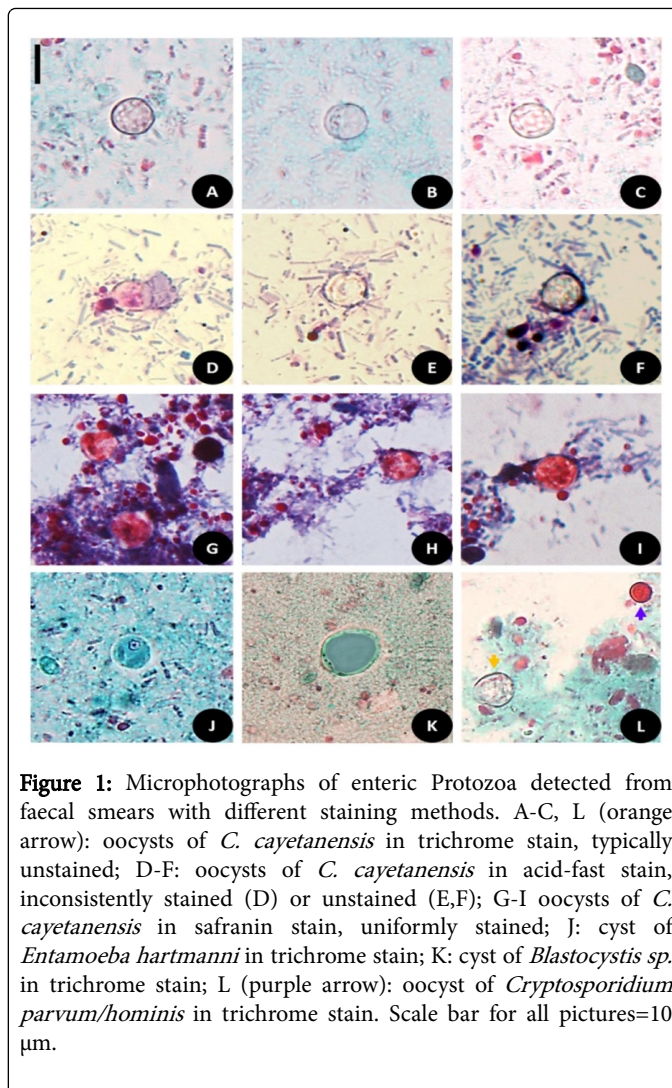 A
B
C
D
E
F
G
H
I
J
K
L
Figure 1: Microphotographs of enteric Protozoa detected from
faecal smears with different staining methods. A-C, L (orange
arrow): oocysts of C. cayetanensis in trichrome stain, typically
unstained; D-F: oocysts of C. cayetanensis in acid-fast stain,
inconsistently stained (D) or unstained (E,F); G-I oocysts of C.
cayetanensis in safranin stain, uniformly stained; J: cyst of
Entamoeba hartmanni in trichrome stain; K: cyst of Blastocystis sp.
in trichrome stain; L (purple arrow): oocyst of Cryptosporidium
parvum/hominis in trichrome stain. Scale bar for all pictures=10
μm.